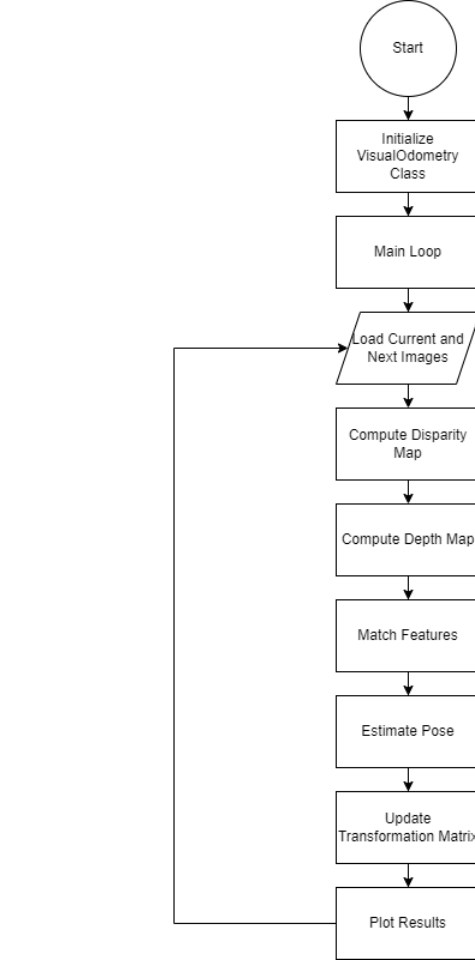 Start
Initialize
VisualOdometry
Class
Main Loop
Load Current and
Next Images
Compute Disparity
Map
Compute Depth Map
Match Features
Estimate Pose
Update
Transformation Matrix
Plot Results